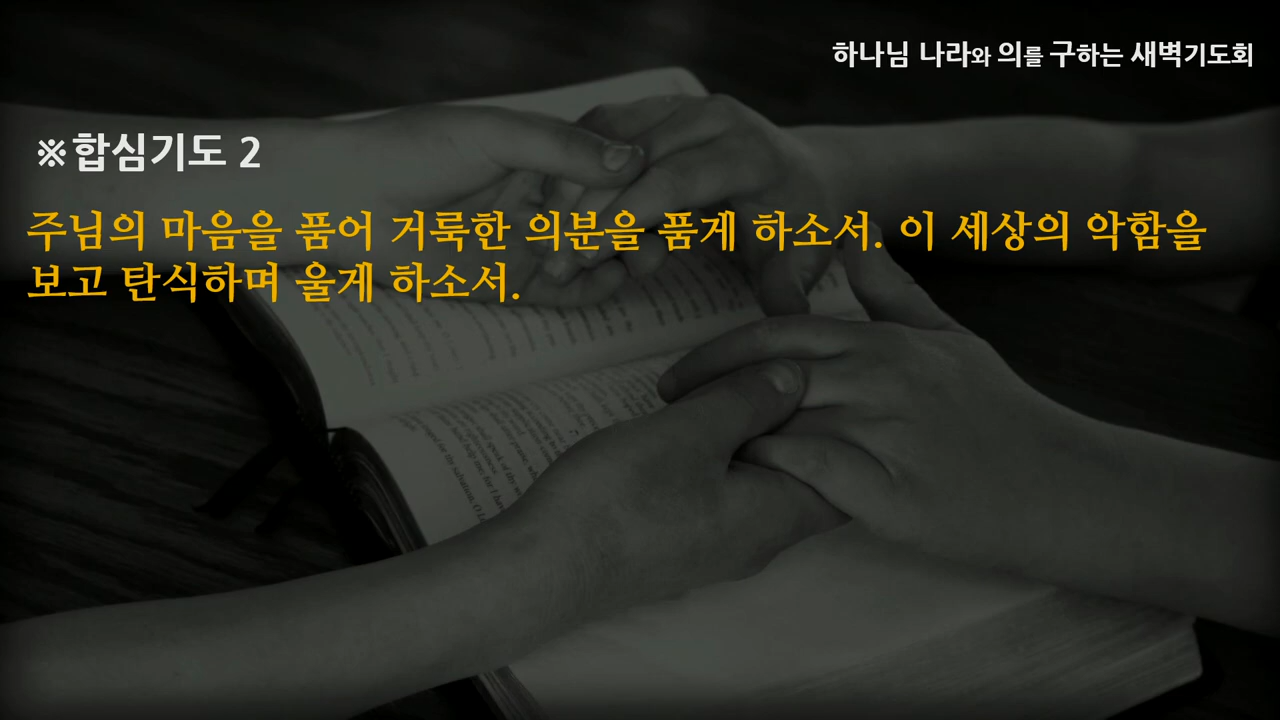 하나님 나라와 의를 구하는 새벽기도회
※합심기도 2
주님의 마음을 품어 거룩한 의분을 품게 하소서. 이 세상의 악함을
보고 탄식하며 울게 하소서.